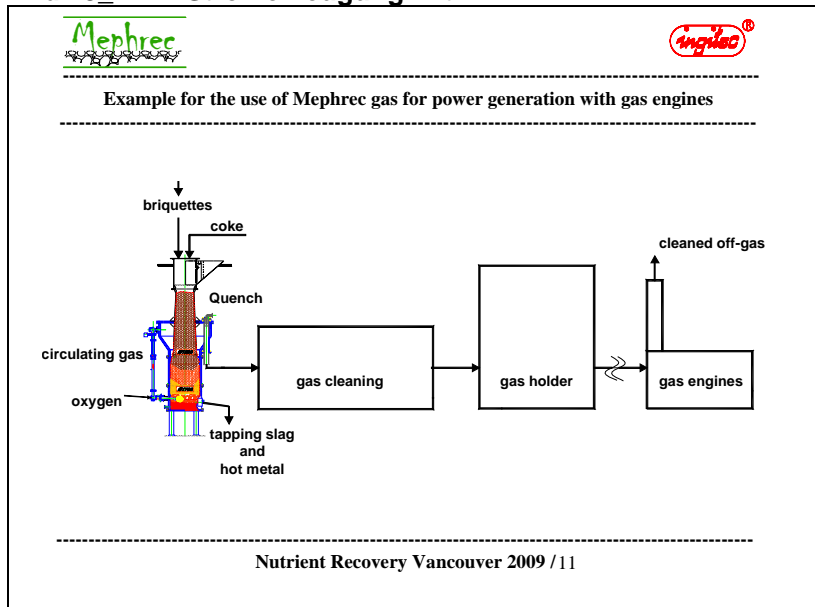 Mephrec
ingitec®
Example for the use of Mephrec gas for power generation with gas engines
briquettes
coke
cleaned off-gas
Quench
circulating gas
gas cleaning
gas holder
gas engines
oxygen
tapping slag
and
hot metal
Nutrient Recovery Vancouver 2009 /11